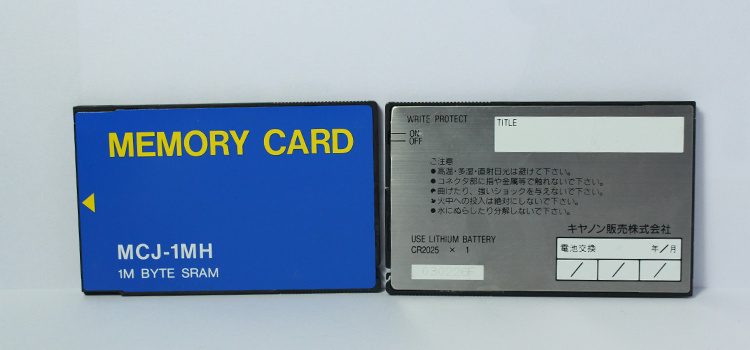 MEMORY CARD
MCJ-1MH
1M BYTE SRAM
WRITE PROTECT
ON
OFF
TITLE
ご注意
●高温・多湿・直射日光は避けて下さい。
●コネクタ部に指や金属等で触れないで下さい。
●曲げたり、強いショックを与えないで下さい。
●火中への投入は絶対にしないで下さい。
●水にぬらしたり分解しないで下さい。
キヤノン販売株式会社
USE LITHIUM BATTERY
CR2025 × 1
電池交換 年/月
/ / /